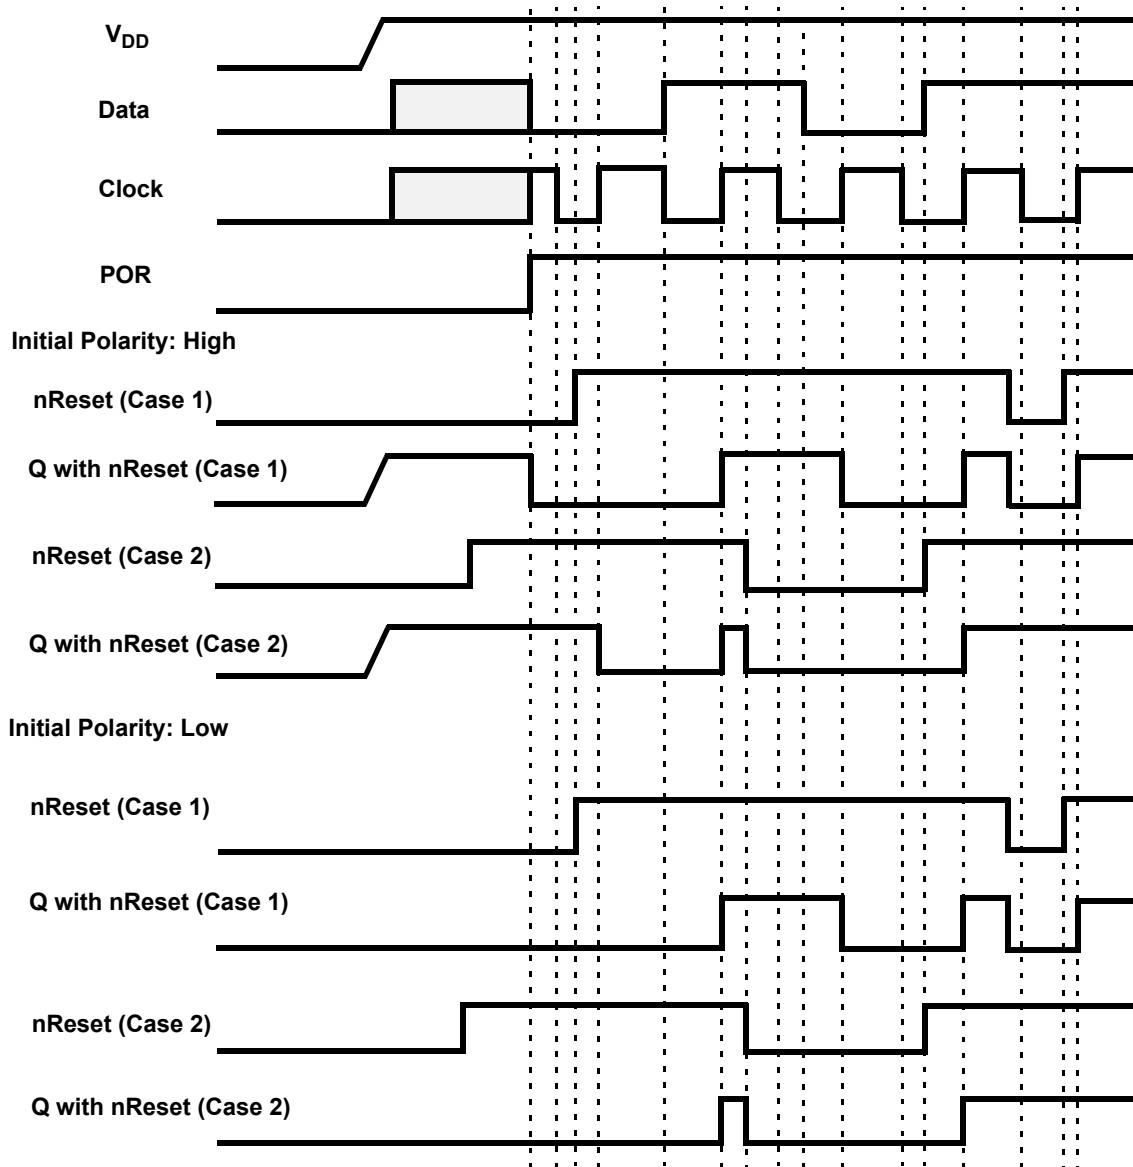 VDD
Data
Clock
POR
Initial Polarity: High
nReset (Case 1)
Q with nReset (Case 1)
nReset (Case 2)
Q with nReset (Case 2)
Initial Polarity: Low
nReset (Case 1)
Q with nReset (Case 1)
nReset (Case 2)
Q with nReset (Case 2)